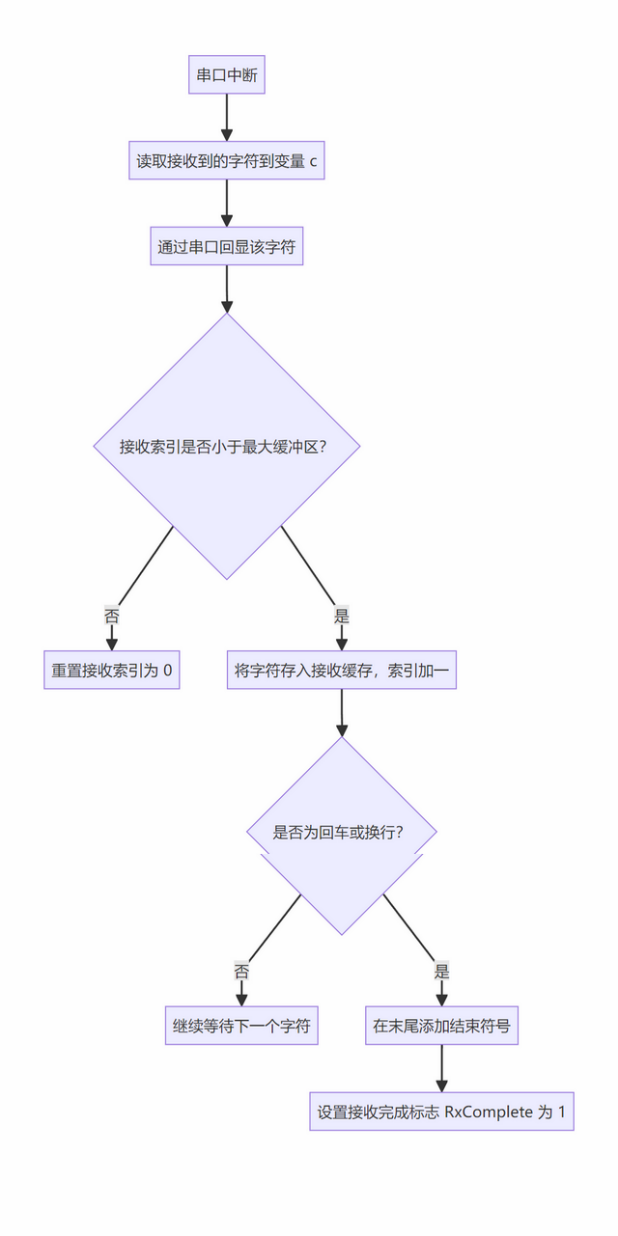 串口中断
读取接收到的字符到变量 c
通过串口回显该字符
接收索引是否小于最大缓冲区?
否
是
重置接收索引为 0
将字符存入接收缓存，索引加一
是否为回车或换行?
否
是
继续等待下一个字符
在末尾添加结束符号
设置接收完成标志 RxComplete 为 1